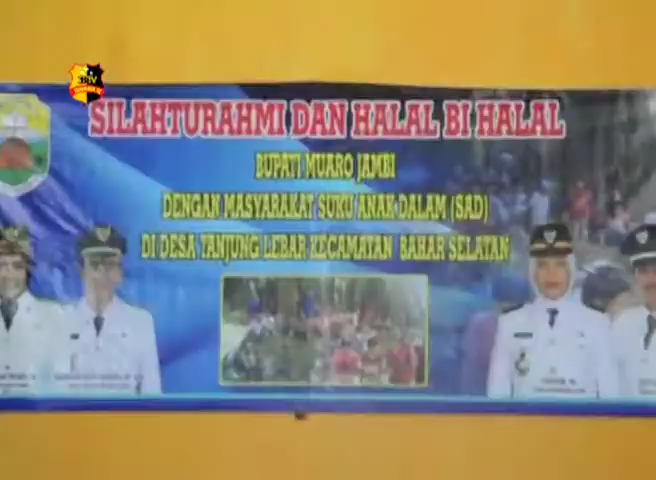 SILAHTURAHMI DAN HALAL BI HALAL
BUPATI MUARO JAMBI
DENGAN MASYARAKAT SUKU ANAK DALAM (SAD)
DI DESA TANJUNG LEBAR KECAMATAN BAHAR SELATAN